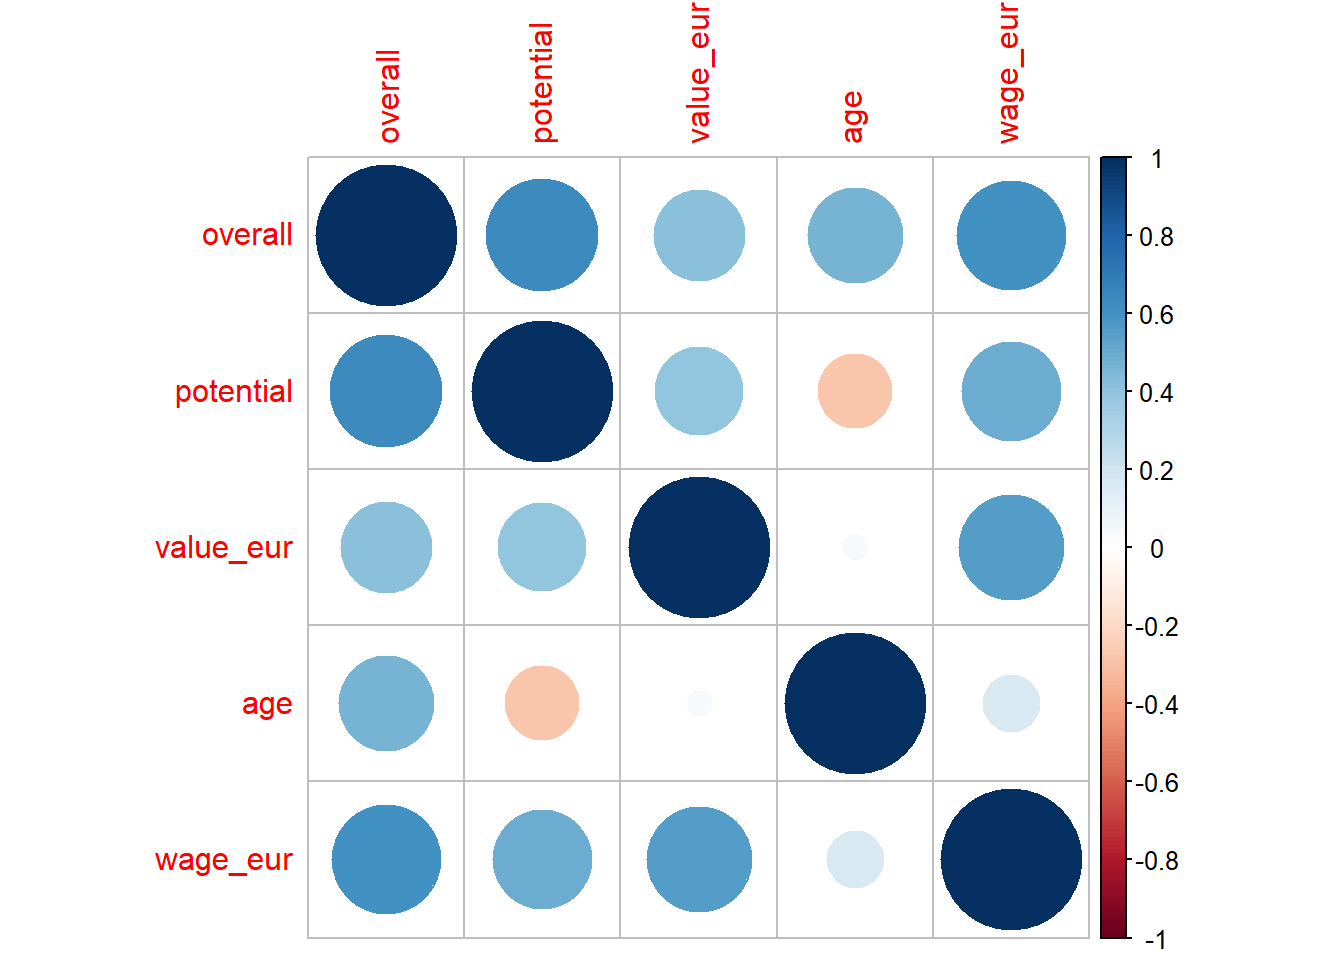 overall
potential
value_eur
age
wage_eur
overall
potential
value_eur
age
wage_eur
1
0.8
0.6
0.4
0.2
0
-0.2
-0.4
-0.6
-0.8
-1